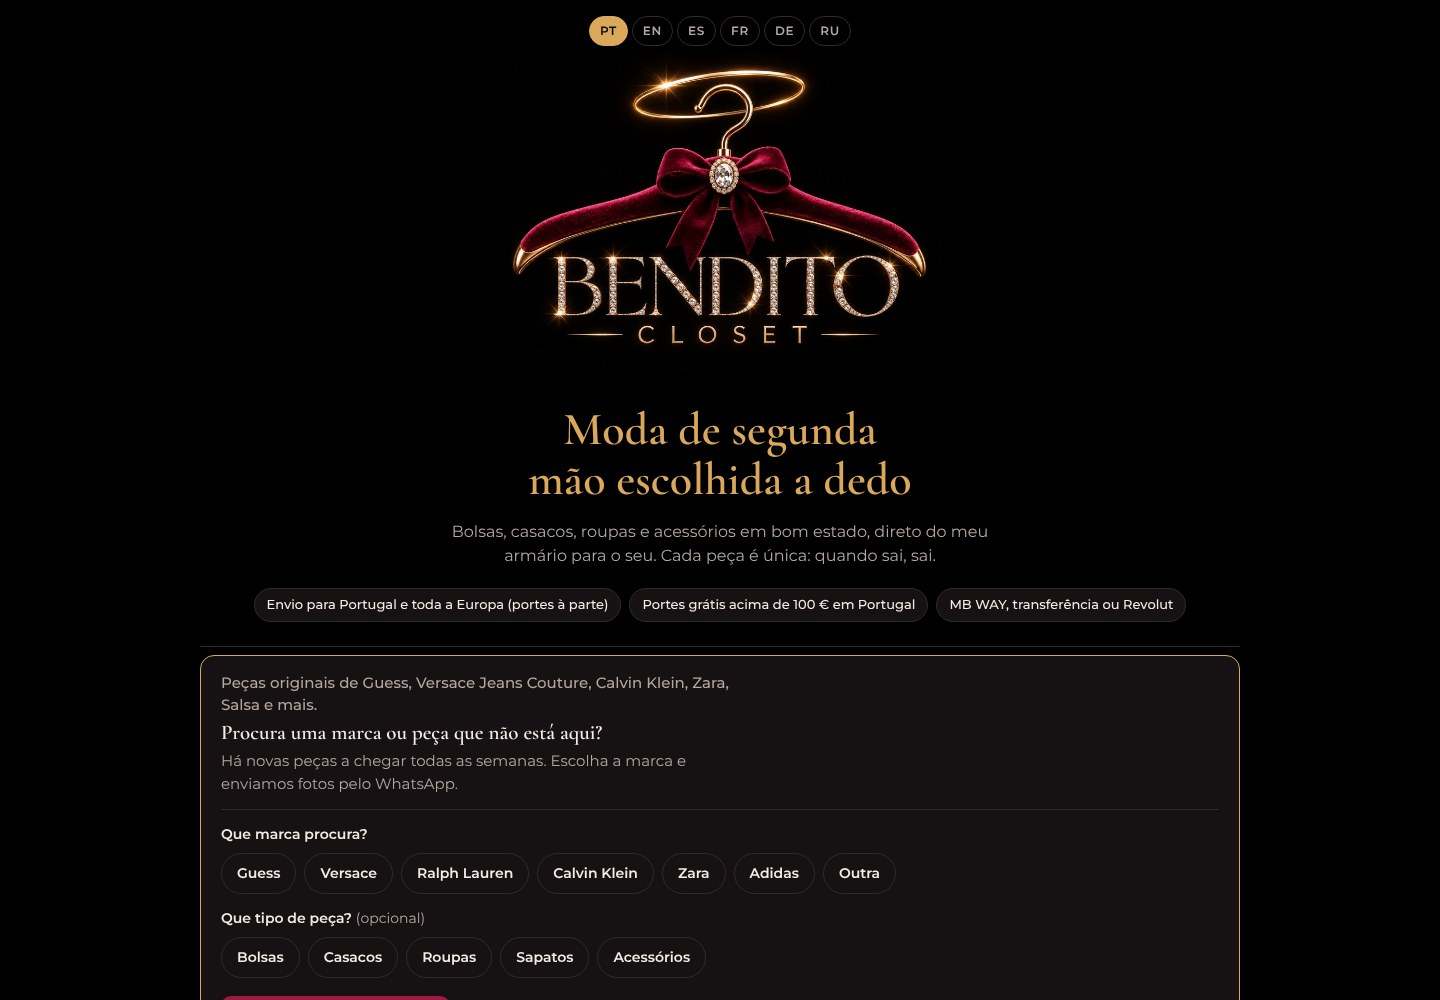 PT EN ES FR DE RU
BENDITO
CLOSET
Moda de segunda
mão escolhida a dedo
Bolsas, casacos, roupas e acessórios em bom estado, direto do meu
armário para o seu. Cada peça é única: quando sai, sai.
Envio para Portugal e toda a Europa (portes à parte) Portes grátis acima de 100 € em Portugal MB WAY, transferência ou Revolut
Peças originais de Guess, Versace Jeans Couture, Calvin Klein, Zara,
Salsa e mais.
Procura uma marca ou peça que não está aqui?
Há novas peças a chegar todas as semanas. Escolha a marca e
enviamos fotos pelo WhatsApp.
Que marca procura?
Guess Versace Ralph Lauren Calvin Klein Zara Adidas Outra
Que tipo de peça? (opcional)
Bolsas Casacos Roupas Sapatos Acessórios